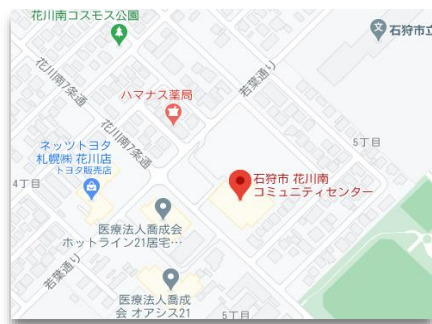 花川南コスモス公園
石狩市立
花川南7条通
若葉通り
ハマナス薬局
5丁目
ネッツトヨタ
札幌㈱ 花川店
トヨタ販売店
花川南7条通
4丁目
石狩市 花川南
コミュニティセンター
医療法人喬成会
ホットライン21居宅…
若葉通り
医療法人喬成
会 オアシス21
5丁目